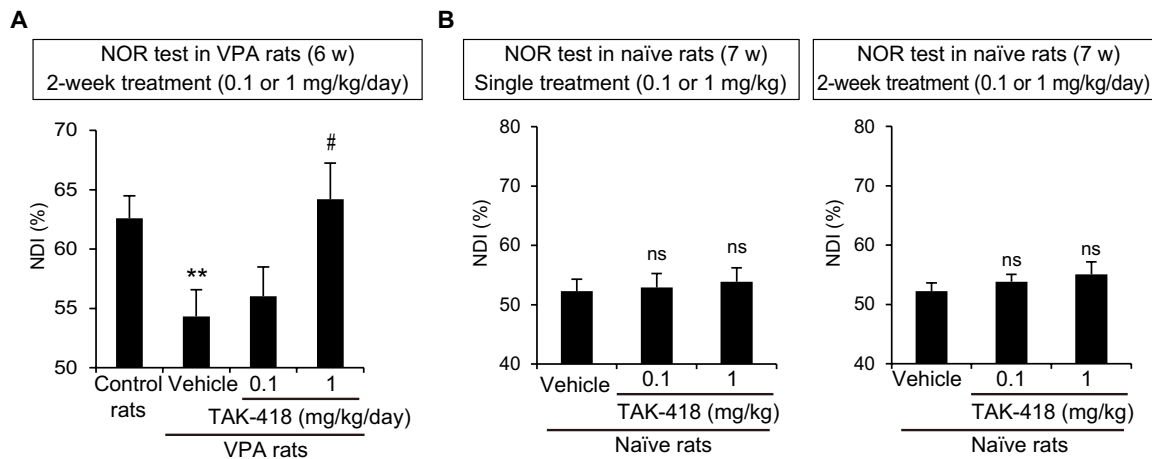 A
NOR test in VPA rats (6 w)
2-week treatment (0.1 or 1 mg/kg/day)
NDI (%)
70
65
60
55
50
**
#
Control rats
Vehicle
0.1
1
TAK-418 (mg/kg/day)
VPA rats
B
NOR test in naïve rats (7 w)
Single treatment (0.1 or 1 mg/kg)
NDI (%)
80
70
60
50
40
ns
ns
Vehicle
0.1
1
TAK-418 (mg/kg)
Naïve rats
NOR test in naïve rats (7 w)
2-week treatment (0.1 or 1 mg/kg/day)
NDI (%)
80
70
60
50
40
ns
ns
Vehicle
0.1
1
TAK-418 (mg/kg)
Naïve rats